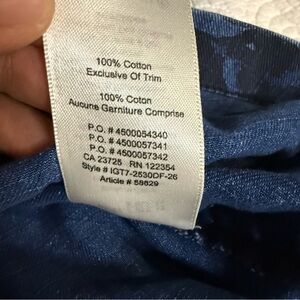 100% Cotton
Exclusive Of Trim
100% Coton
Aucune Garniture Comprise
P.O. # 4500054340
P.O. # 4500057341
P.O. # 4500057342
CA 23725 RN 122354
Style # IGT7-2530DF-26
Article # 58629